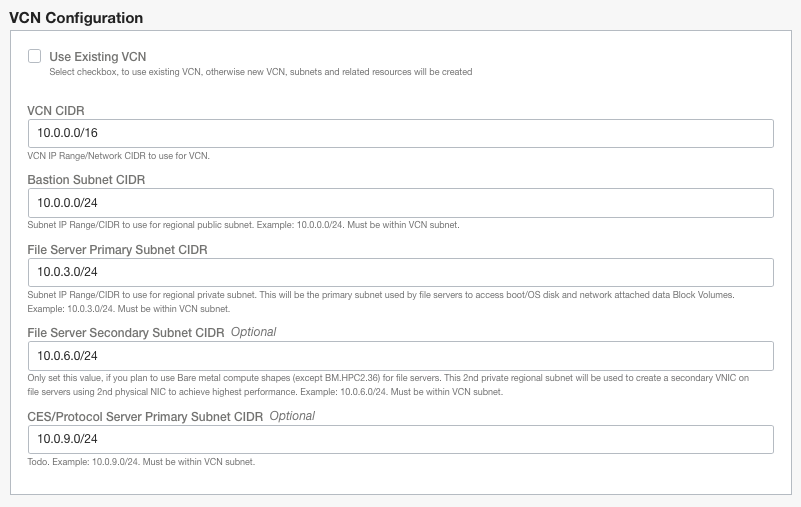 VCN Configuration
Use Existing VCN
Select checkbox, to use existing VCN, otherwise new VCN, subnets and related resources will be created
VCN CIDR
10.0.0.0/16
VCN IP Range/Network CIDR to use for VCN.
Bastion Subnet CIDR
10.0.0.0/24
Subnet IP Range/CIDR to use for regional public subnet. Example: 10.0.0.0/24. Must be within VCN subnet.
File Server Primary Subnet CIDR
10.0.3.0/24
Subnet IP Range/CIDR to use for regional private subnet. This will be the primary subnet used by file servers to access boot/OS disk and network attached data Block Volumes.
Example: 10.0.3.0/24. Must be within VCN subnet.
File Server Secondary Subnet CIDR Optional
10.0.6.0/24
Only set this value, if you plan to use Bare metal compute shapes (except BM.HPC2.36) for file servers. This 2nd private regional subnet will be used to create a secondary VNIC on
file servers using 2nd physical NIC to achieve highest performance. Example: 10.0.6.0/24. Must be within VCN subnet.
CES/Protocol Server Primary Subnet CIDR Optional
10.0.9.0/24
Todo. Example: 10.0.9.0/24. Must be within VCN subnet.